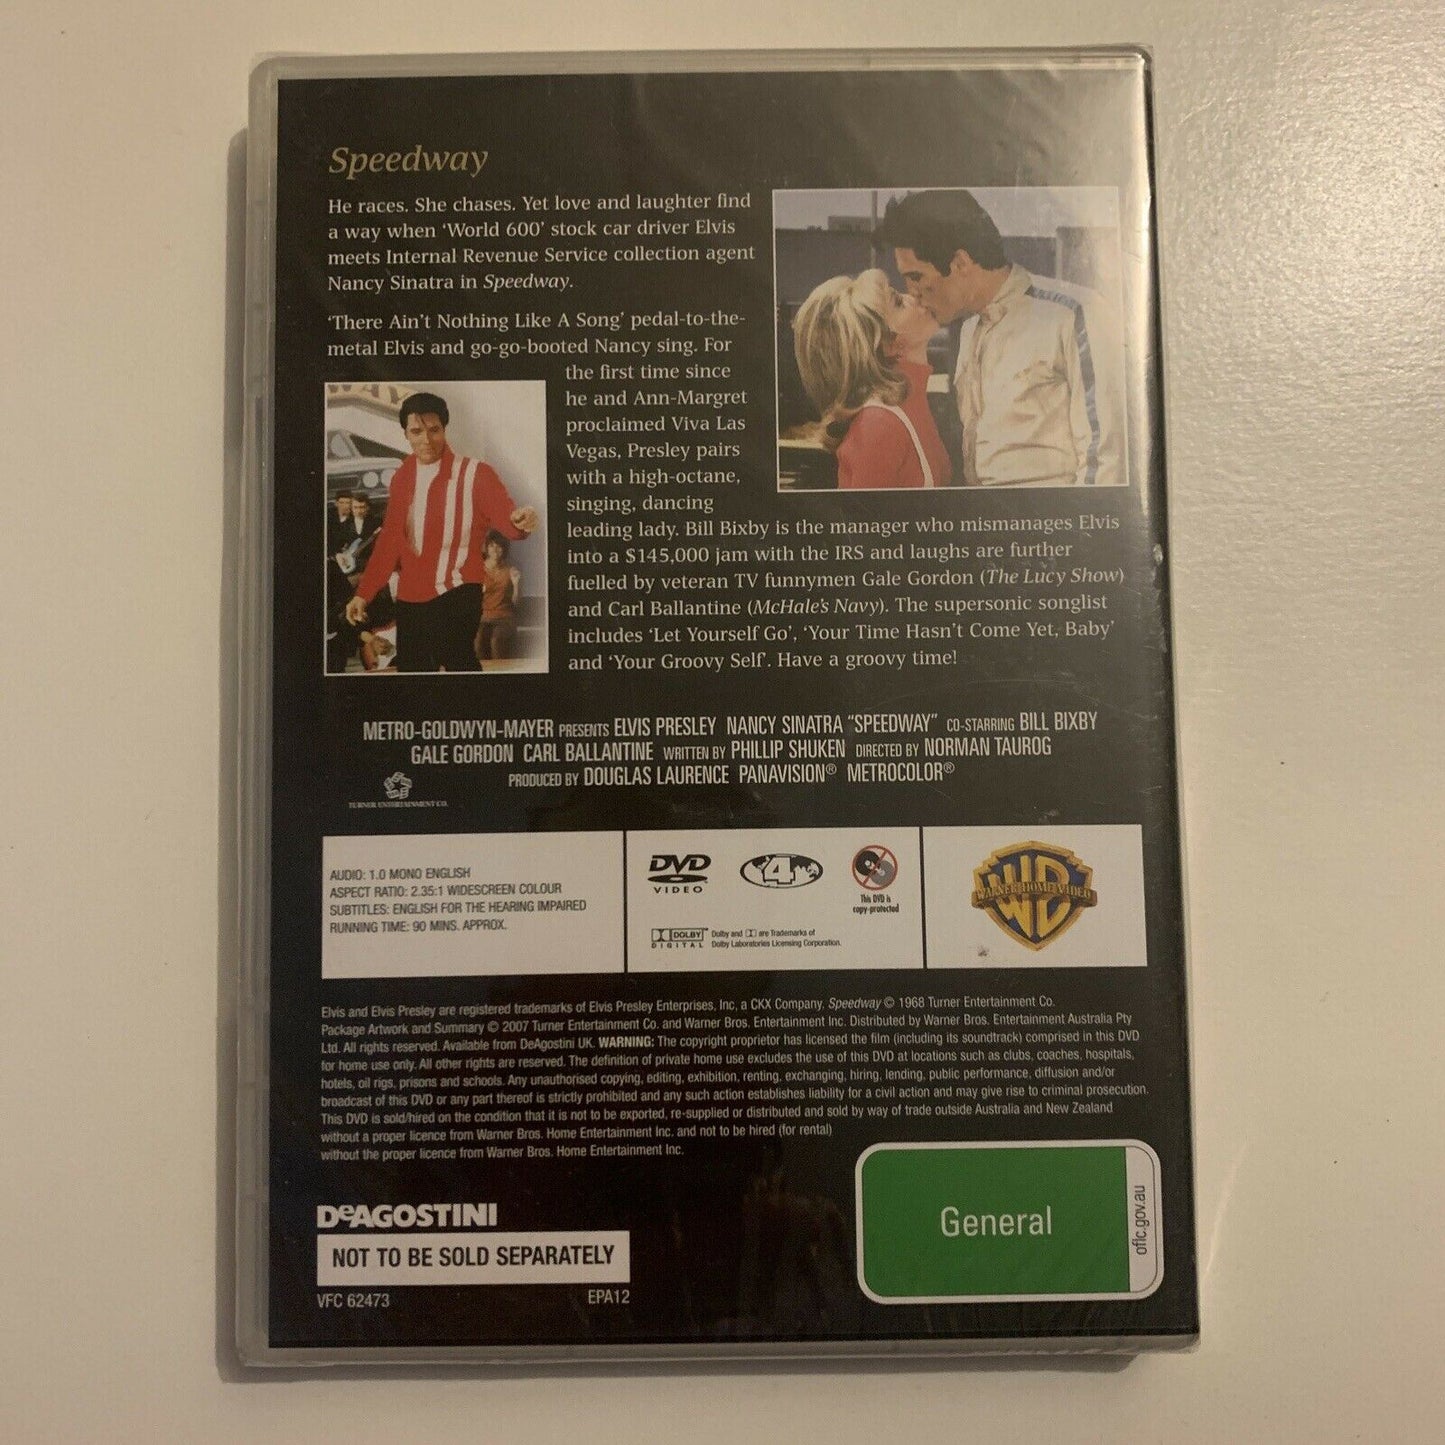 Speedway
He races. She chases. Yet love and laughter find
a way when ‘World 600’ stock car driver Elvis
meets Internal Revenue Service collection agent
Nancy Sinatra in Speedway.
‘There Ain’t Nothing Like A Song’ pedal-to-the-
metal Elvis and go-go-booted Nancy sing. For
the first time since
he and Ann-Margret
proclaimed Viva Las
Vegas, Presley pairs
with a high-octane,
singing, dancing
leading lady. Bill Bixby is the manager who mismanages Elvis
into a $145,000 jam with the IRS and laughs are further
fuelled by veteran TV funnymen Gale Gordon (The Lucy Show)
and Carl Ballantine (McHale’s Navy). The supersonic songlist
includes ‘Let Yourself Go’, ‘Your Time Hasn’t Come Yet, Baby’
and ‘Your Groovy Self’. Have a groovy time!
METRO-GOLDWYN-MAYER PRESENTS ELVIS PRESLEY NANCY SINATRA “SPEEDWAY” CO-STARRING BILL BIXBY
GALE GORDON CARL BALLANTINE WRITTEN BY PHILLIP SHUKEN DIRECTED BY NORMAN TAUROG
PRODUCED BY DOUGLAS LAURENCE PANAVISION® METROCOLOR®
TURNER ENTERTAINMENT CO.
AUDIO: 1.0 MONO ENGLISH
ASPECT RATIO: 2.35:1 WIDESCREEN COLOUR
SUBTITLES: ENGLISH FOR THE HEARING IMPAIRED
RUNNING TIME: 90 MINS. APPROX.
DVD
VIDEO
4
This DVD is
copy-protected
DOLBY
DIGITAL
Dolby and are Trademarks of
Dolby Laboratories Licensing Corporation.
WB
WARNER HOME VIDEO
Elvis and Elvis Presley are registered trademarks of Elvis Presley Enterprises, Inc, a CKX Company, Speedway © 1968 Turner Entertainment Co.
Package Artwork and Summary © 2007 Turner Entertainment Co. and Warner Bros. Entertainment Inc. Distributed by Warner Bros. Entertainment Australia Pty
Ltd. All rights reserved. Available from DeAgostini UK. WARNING: The copyright proprietor has licensed the film (including its soundtrack) comprised in this DVD
for home use only. All other rights are reserved. The definition of private home use excludes the use of this DVD at locations such as clubs, coaches, hospitals,
hotels, oil rigs, prisons and schools. Any unauthorised copying, editing, exhibition, renting, exchanging, hiring, lending, public performance, diffusion and/or
broadcast of this DVD or any part thereof is strictly prohibited and any such action establishes liability for a civil action and may give rise to criminal prosecution.
This DVD is sold/hired on the condition that it is not to be exported, re-supplied or distributed and sold by way of trade outside Australia and New Zealand
without a proper licence from Warner Bros. Home Entertainment Inc. and not to be hired (for rental)
without the proper licence from Warner Bros. Home Entertainment Inc.
DeAGOSTINI
NOT TO BE SOLD SEPARATELY
VFC 62473
EPA12
General
oflc.gov.au